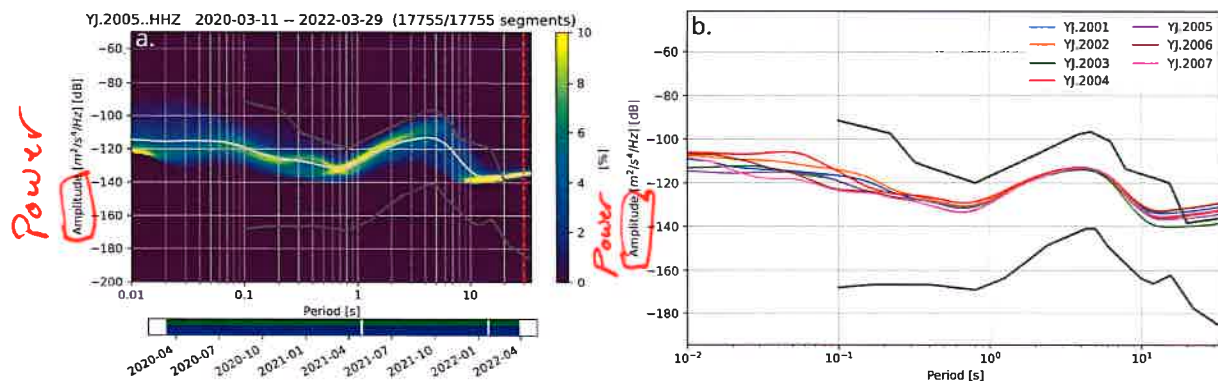 YJ.2005..HHZ 2020-03-11 -- 2022-03-29 (17755/17755 segments)
a.
-60
-80
-100
-120
-140
-160
-180
-200
Power
Amplitude [m²/s⁴/Hz] [dB]
0.01
0.1
1
10
Period [s]
10
8
6
4
2
0
[%]
2020-04
2020-07
2020-10
2021-01
2021-04
2021-07
2021-10
2022-01
2022-04
b.
YJ.2001
YJ.2002
YJ.2003
YJ.2004
YJ.2005
YJ.2006
YJ.2007
−60
−80
−100
−120
−140
−160
−180
Power
Amplitude [m²/s⁴/Hz] [dB]
10⁻²
10⁻¹
10⁰
10¹
Period [s]